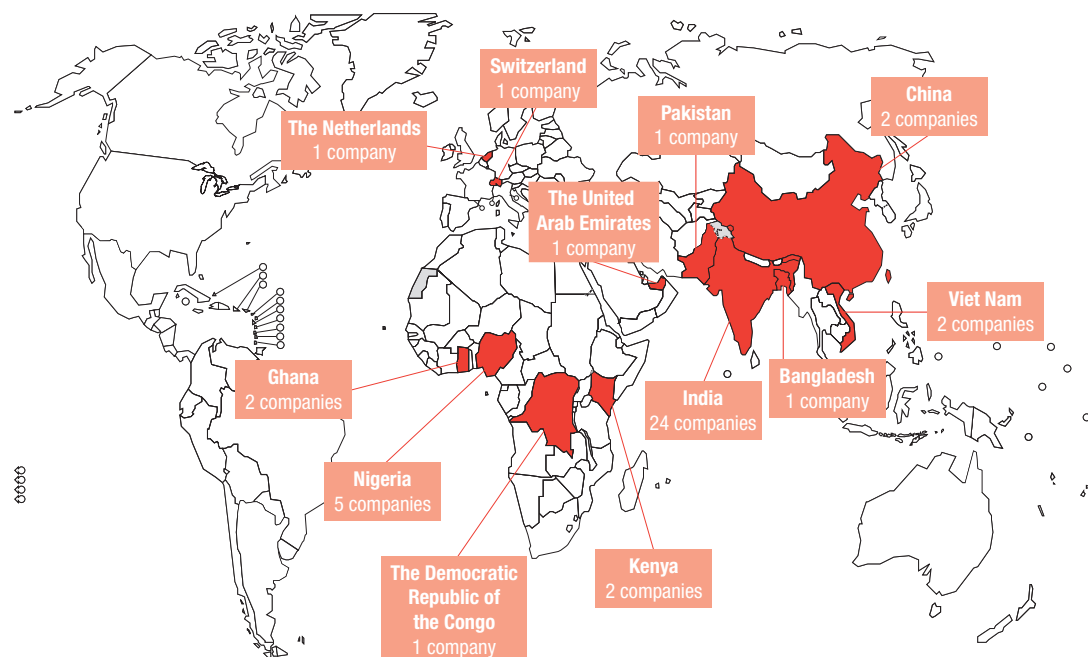 Switzerland
1 company
The Netherlands
1 company
Pakistan
1 company
China
2 companies
The United
Arab Emirates
1 company
Viet Nam
2 companies
Ghana
2 companies
India
24 companies
Bangladesh
1 company
Nigeria
5 companies
The Democratic
Republic of
the Congo
1 company
Kenya
2 companies